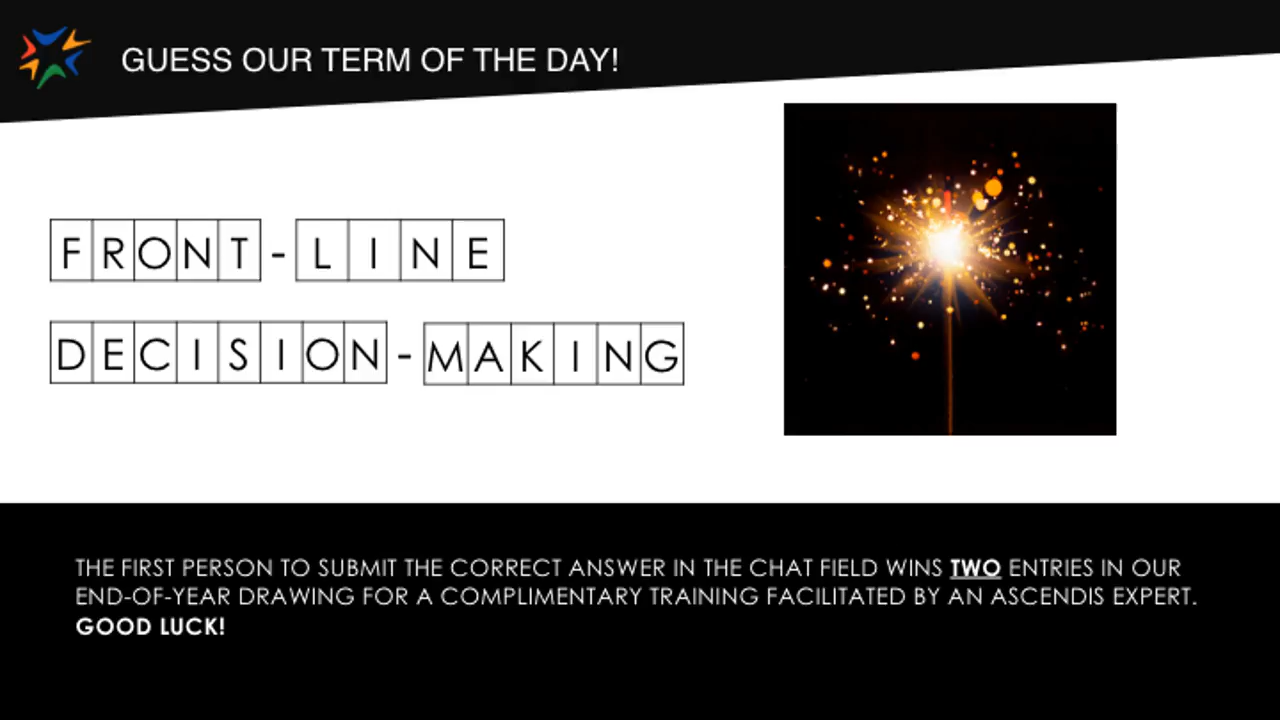 GUESS OUR TERM OF THE DAY!
FRONT-LINE
DECISION-MAKING
THE FIRST PERSON TO SUBMIT THE CORRECT ANSWER IN THE CHAT FIELD WINS TWO ENTRIES IN OUR
END-OF-YEAR DRAWING FOR A COMPLIMENTARY TRAINING FACILITATED BY AN ASCENDIS EXPERT.
GOOD LUCK!